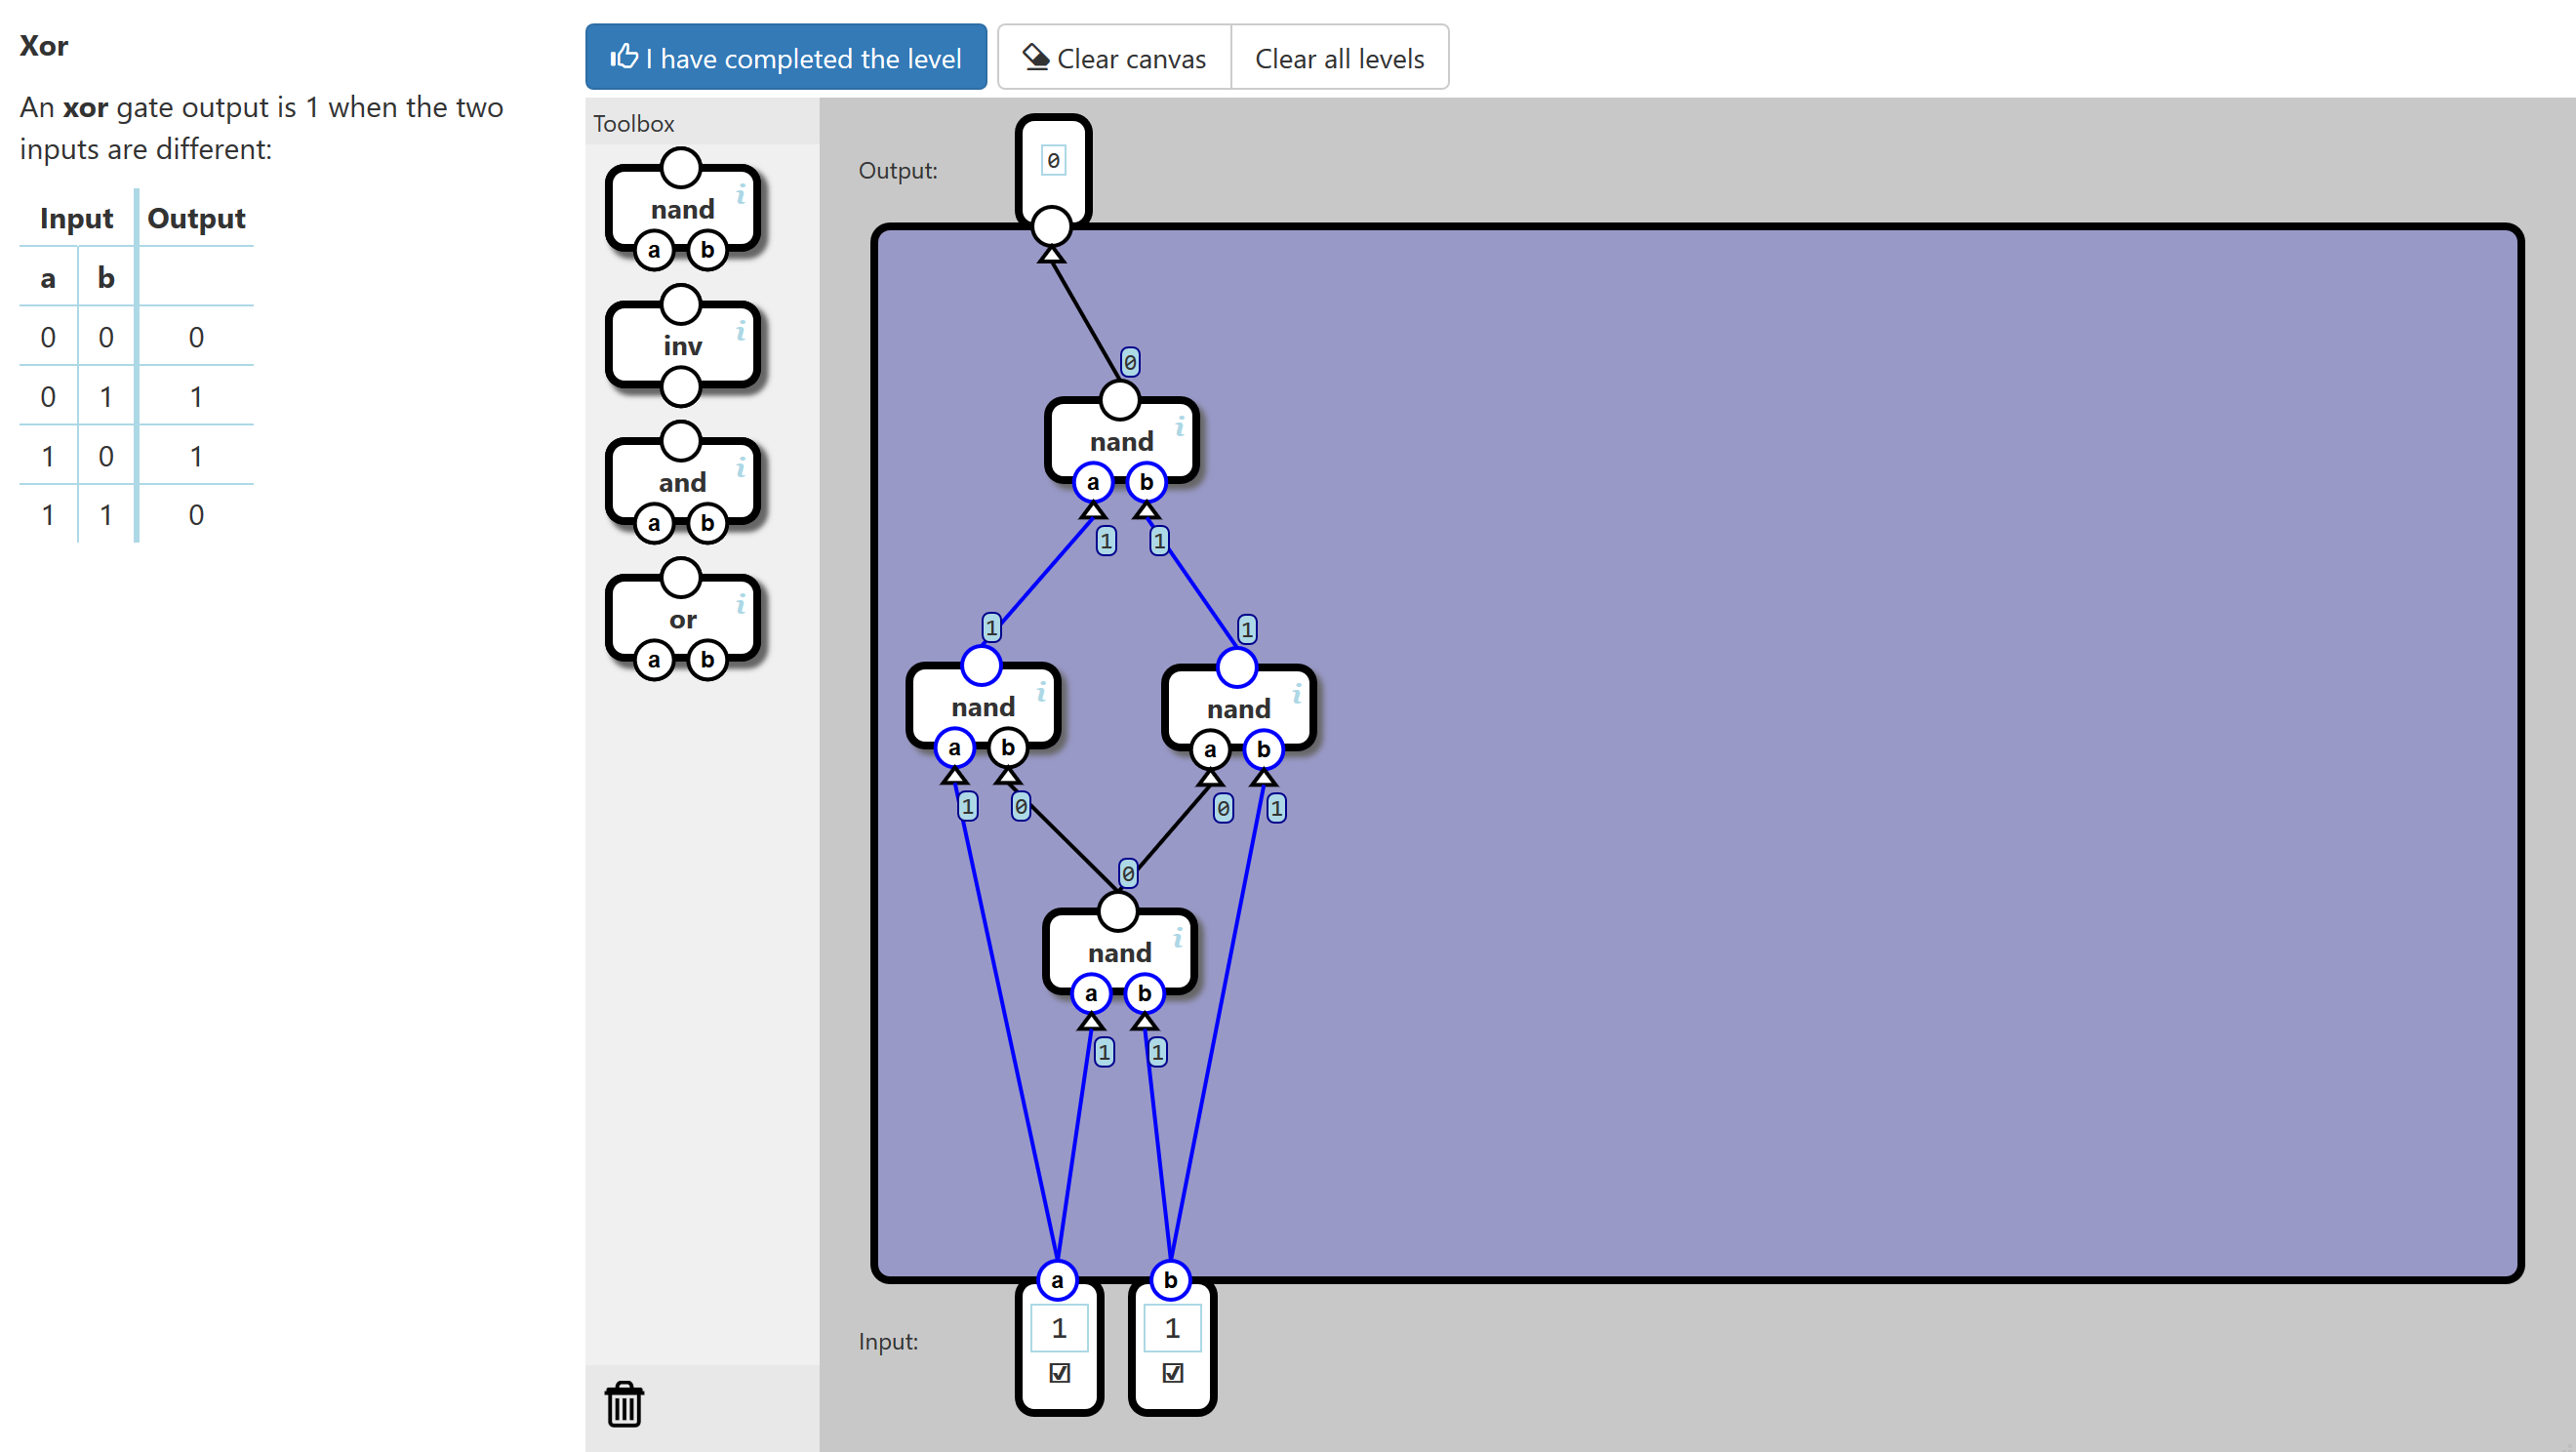 Xor
An xor gate output is 1 when the two
inputs are different:
Input Output
a b
0 0 0
0 1 1
1 0 1
1 1 0
I have completed the level
Clear canvas
Clear all levels
Toolbox
nand i
a b
inv i
and i
a b
or i
a b
Output:
0
0
nand i
a b
1 1
1 1
nand i
a b
nand i
a b
1 0 0 1
0
nand i
a b
1 1
a b
Input:
1 1